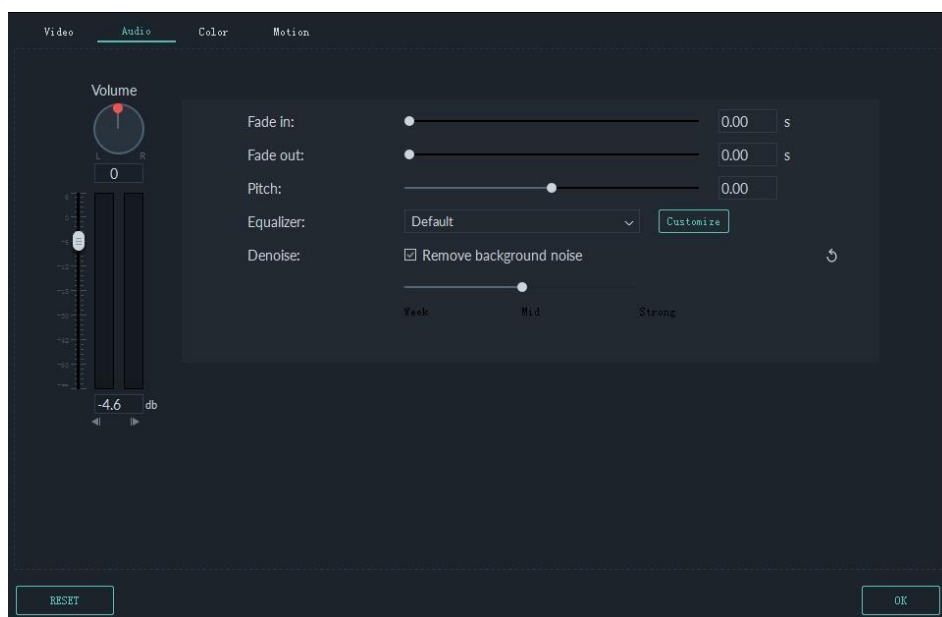 Video Audio Color Motion
Volume
L R
0
Fade in: 0.00 s
Fade out: 0.00 s
Pitch: 0.00
Equalizer: Default Customize
Denoise: Remove background noise
Week Mid Strong
-4.6 db
RESET OK